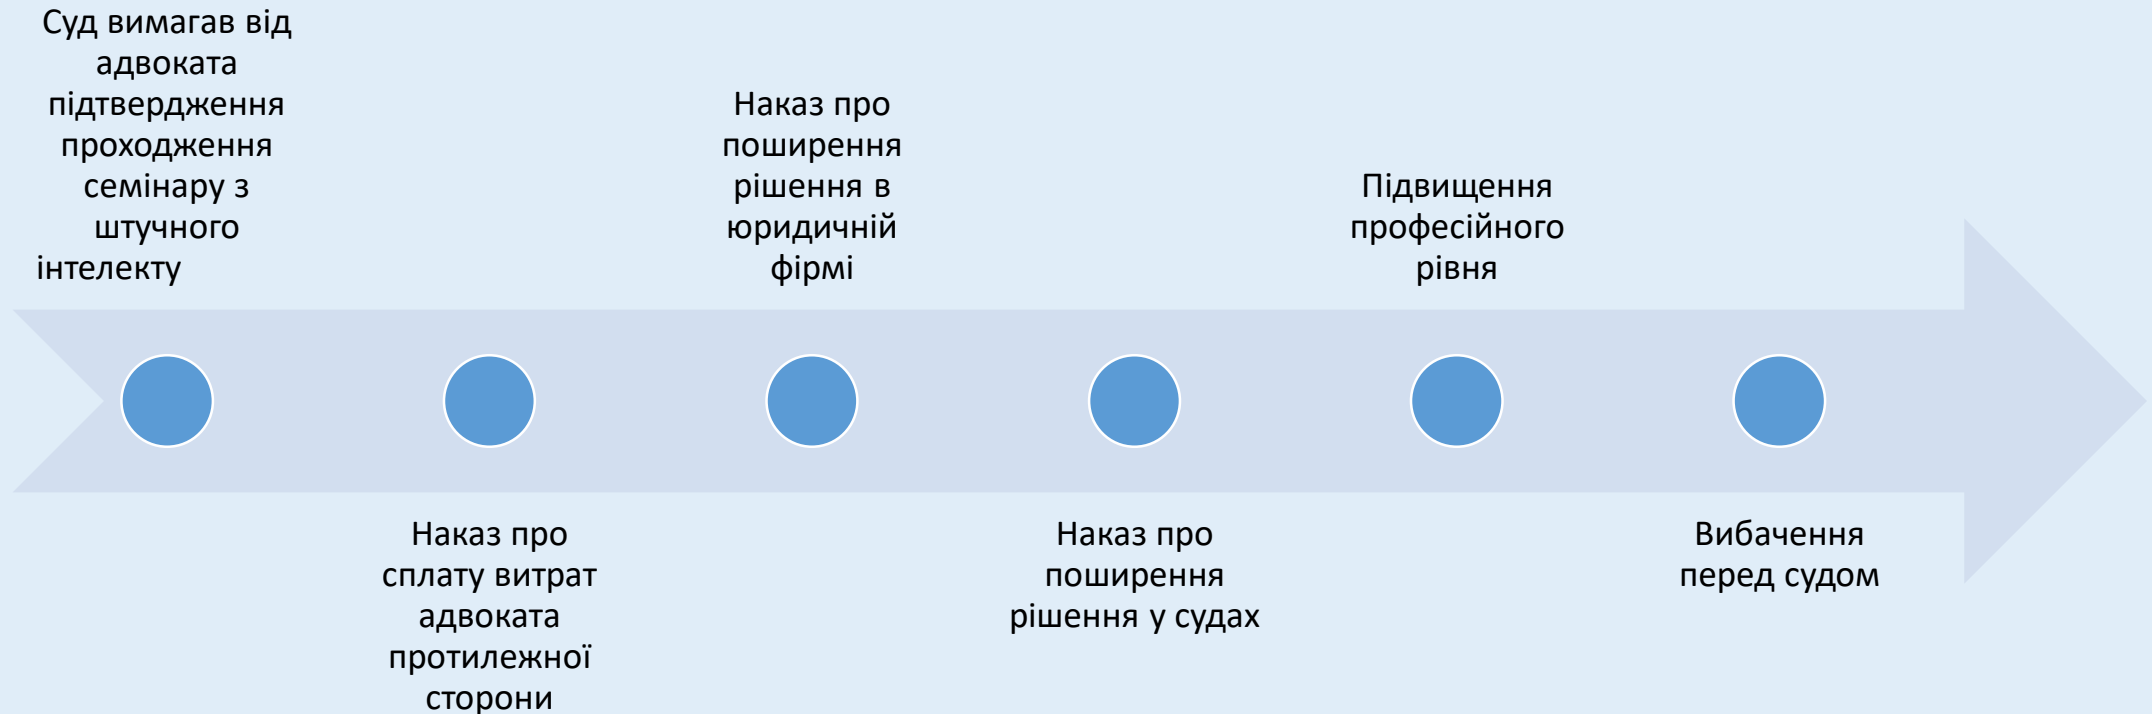 Суд вимагав від
адвоката
підтвердження
проходження
семінару з
штучного
інтелекту
Наказ про
сплату витрат
адвоката
протилежної
сторони
Наказ про
поширення
рішення в
юридичній
фірмі
Наказ про
поширення
рішення у судах
Підвищення
професійного
рівня
Вибачення
перед судом